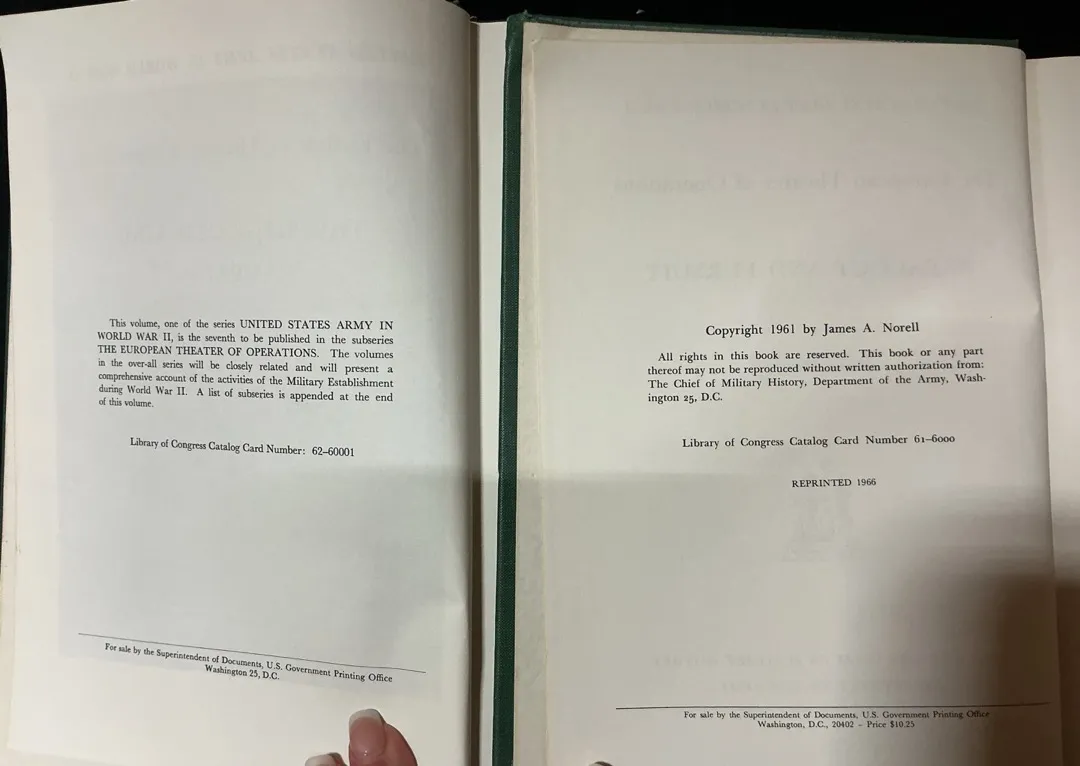 This volume, one of the series UNITED STATES ARMY IN
WORLD WAR II, is the seventh to be published in the subseries
THE EUROPEAN THEATER OF OPERATIONS. The volumes
in the over-all series will be closely related and will present a
comprehensive account of the activities of the Military Establishment
during World War II. A list of subseries is appended at the end
of this volume.
Library of Congress Catalog Card Number: 62–60001
For sale by the Superintendent of Documents, U.S. Government Printing Office
Washington 25, D.C.
Copyright 1961 by James A. Norell
All rights in this book are reserved. This book or any part
thereof may not be reproduced without written authorization from:
The Chief of Military History, Department of the Army, Wash-
ington 25, D.C.
Library of Congress Catalog Card Number 61–6000
REPRINTED 1966
For sale by the Superintendent of Documents, U.S. Government Printing Office
Washington, D.C., 20402 - Price $10.25